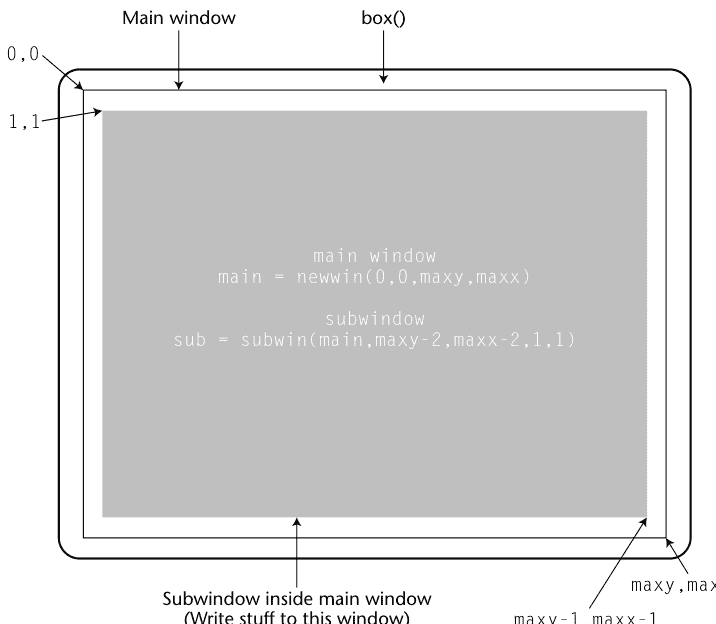 Main window
box()
0,0
1,1
main window
main = newwin(0,0,maxy,maxx)
subwindow
sub = subwin(main,maxy-2,maxx-2,1,1)
Subwindow inside main window
(Write stuff to this window)
maxy,max
maxy-1,maxx-1